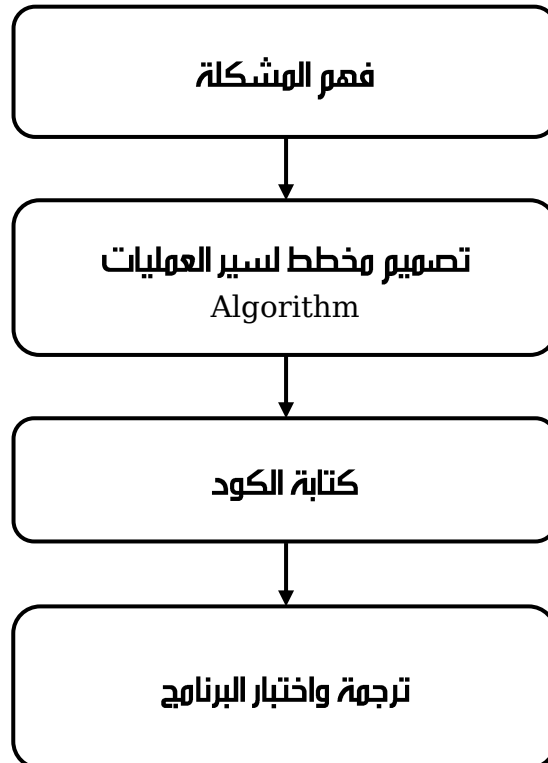 فهم المشكلة
تصميم مخطط لسير العمليات
Algorithm
كتابة الكود
ترجمة واختبار البرنامج